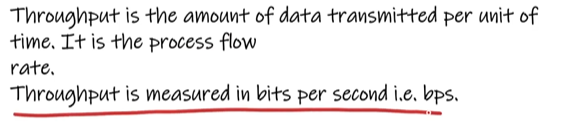 Throughput is the amount of data transmitted per unit of
time. It is the process flow
rate.
Throughput is measured in bits per second i.e. bps.